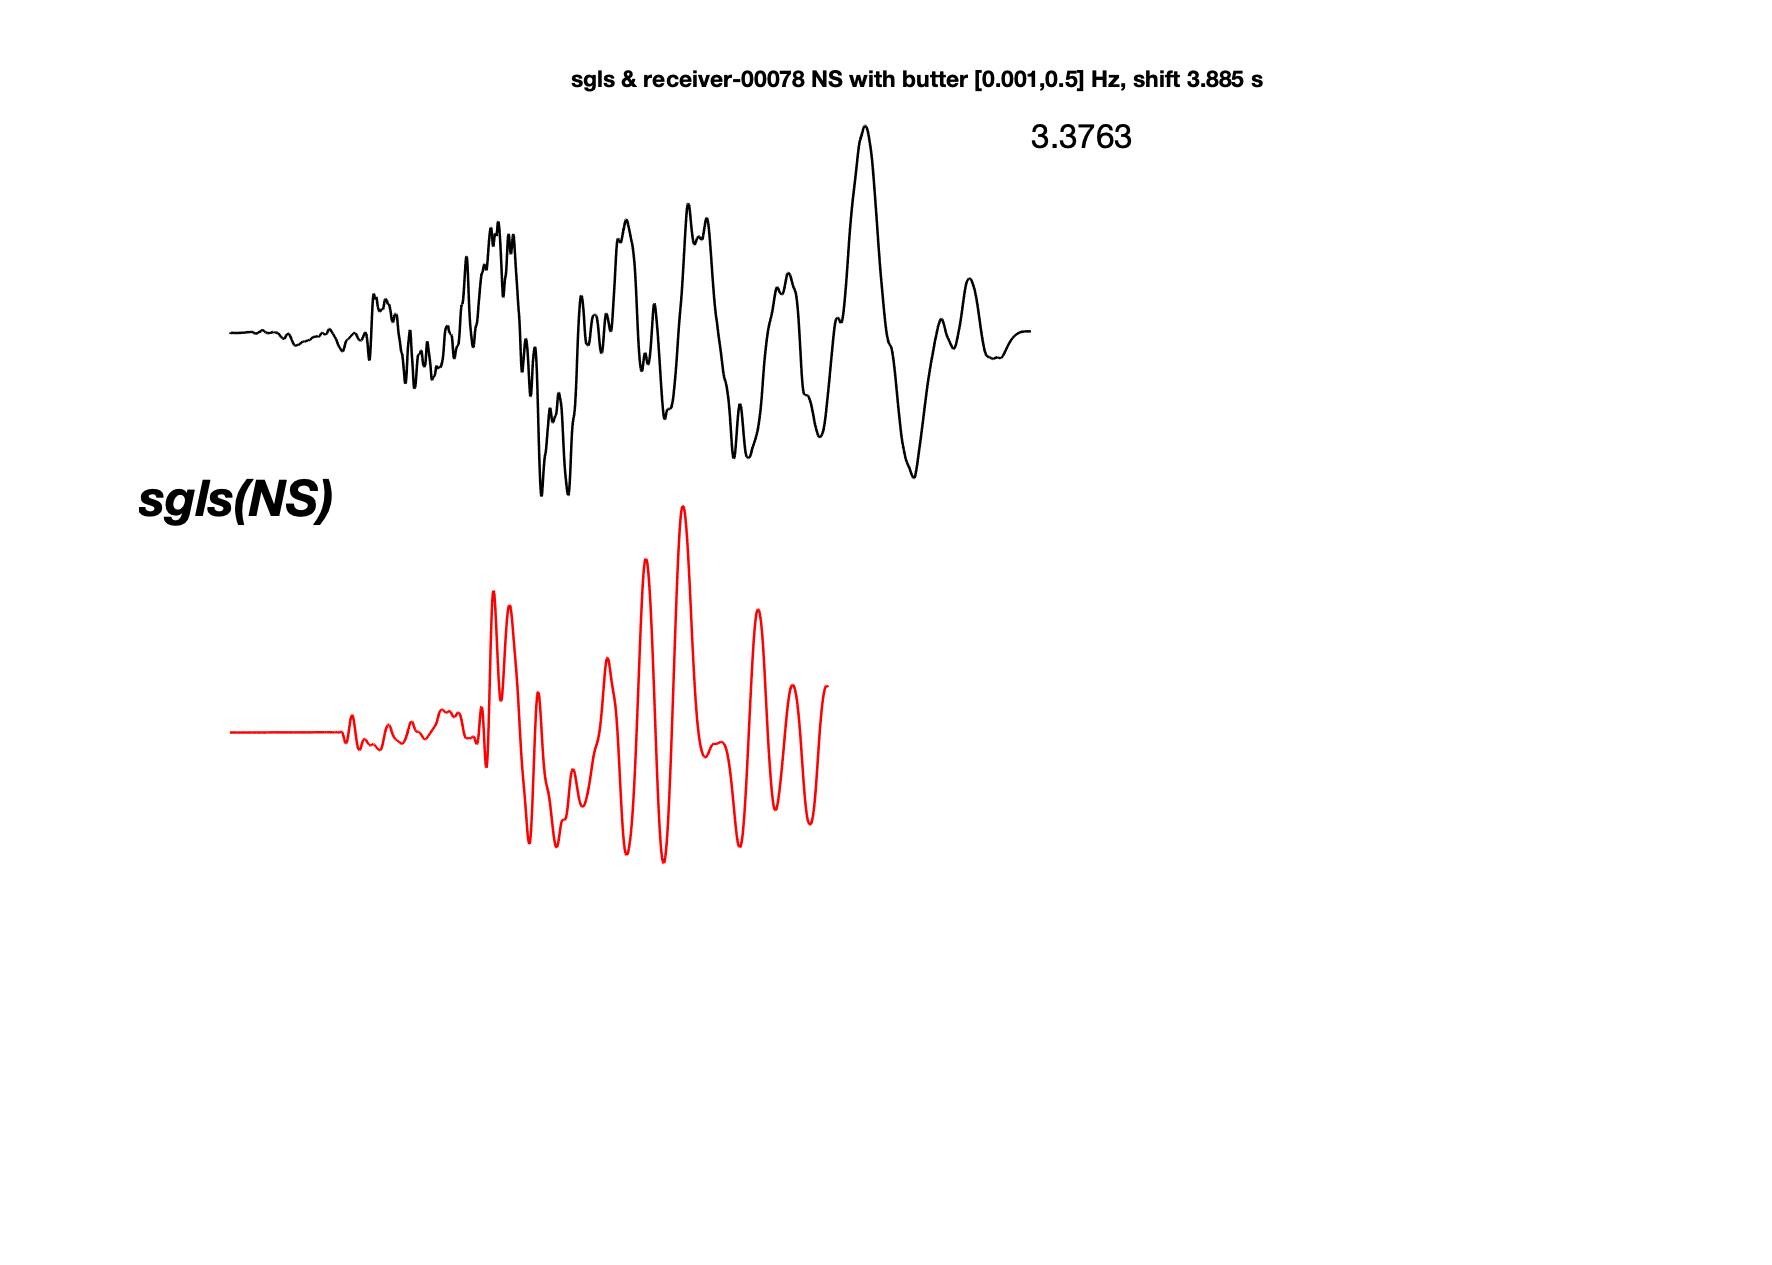 sgls & receiver-00078 NS with butter [0.001,0.5] Hz, shift 3.885 s
3.3763
sgls(NS)